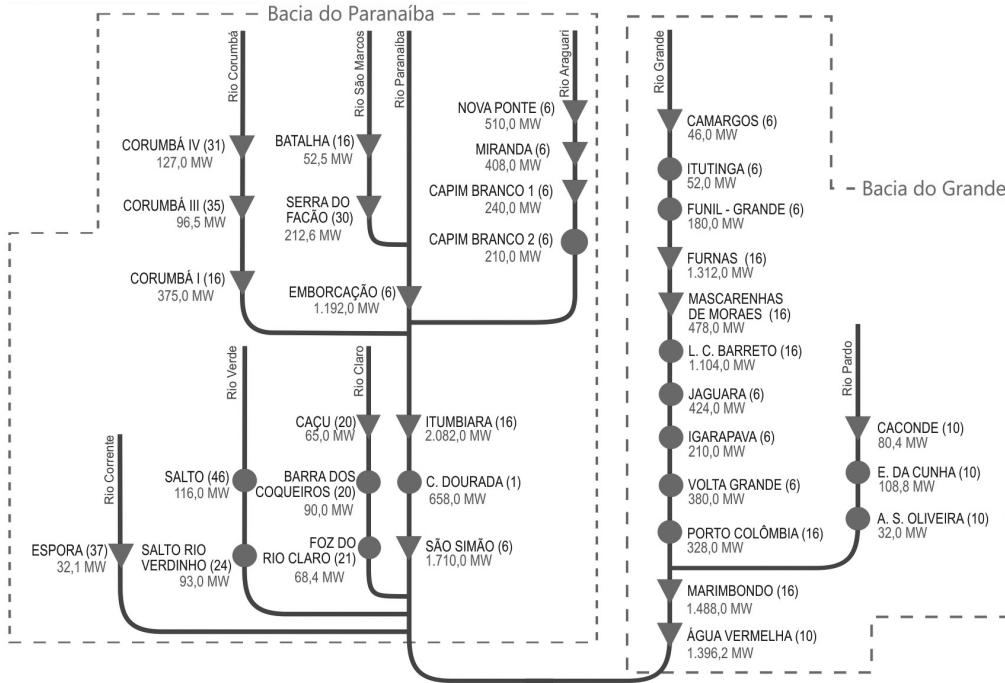 Bacia do Paranaíba
Rio Corumbá
CORUMBÁ IV (31)
127,0 MW
CORUMBÁ III (35)
96,5 MW
CORUMBÁ I (16)
375,0 MW
Rio São Marcos
BATALHA (16)
52,5 MW
SERRA DO
FACÃO (30)
212,6 MW
Rio Paranaíba
EMBORCAÇÃO (6)
1.192,0 MW
Rio Araguari
NOVA PONTE (6)
510,0 MW
MIRANDA (6)
408,0 MW
CAPIM BRANCO 1 (6)
240,0 MW
CAPIM BRANCO 2 (6)
210,0 MW
Rio Corrente
ESPORA (37)
32,1 MW
Rio Verde
SALTO (46)
116,0 MW
SALTO RIO
VERDINHO (24)
93,0 MW
Rio Claro
CAÇU (20)
65,0 MW
BARRA DOS
COQUEIROS (20)
90,0 MW
FOZ DO
RIO CLARO (21)
68,4 MW
ITUMBIARA (16)
2.082,0 MW
C. DOURADA (1)
658,0 MW
SÃO SIMÃO (6)
1.710,0 MW
Bacia do Grande
Rio Grande
CAMARGOS (6)
46,0 MW
ITUTINGA (6)
52,0 MW
FUNIL - GRANDE (6)
180,0 MW
FURNAS (16)
1.312,0 MW
MASCARENHAS
DE MORAES (16)
478,0 MW
L. C. BARRETO (16)
1.104,0 MW
JAGUARA (6)
424,0 MW
IGARAPAVA (6)
210,0 MW
VOLTA GRANDE (6)
380,0 MW
PORTO COLÔMBIA (16)
328,0 MW
Rio Pardo
CACONDE (10)
80,4 MW
E. DA CUNHA (10)
108,8 MW
A. S. OLIVEIRA (10)
32,0 MW
MARIMBONDO (16)
1.488,0 MW
ÁGUA VERMELHA (10)
1.396,2 MW